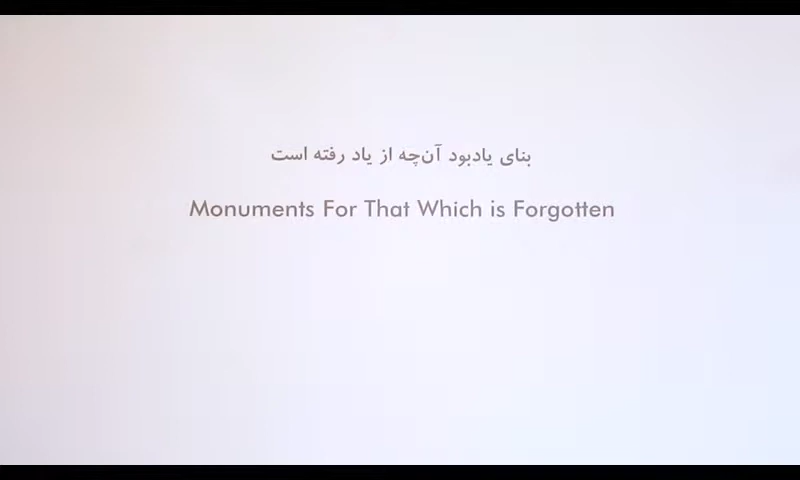 بنای یادبود آن‌چه از یاد رفته است
Monuments For That Which is Forgotten